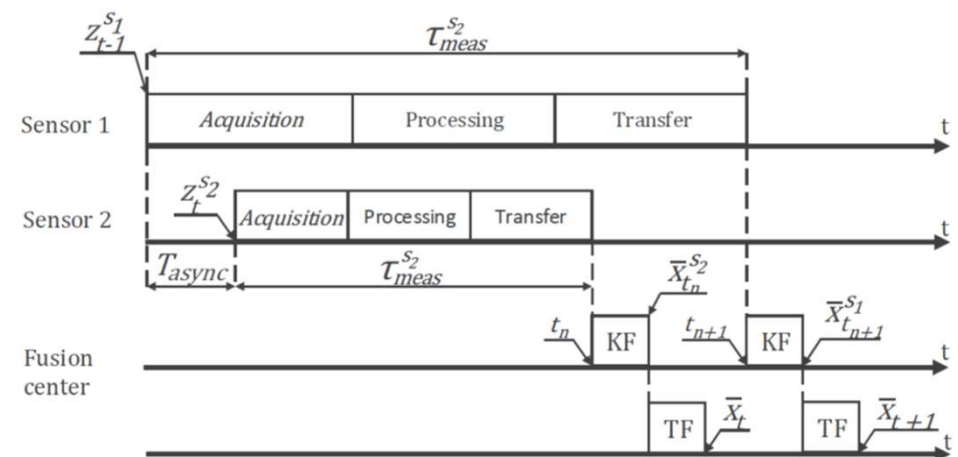 z_{t-1}^{s_1}
τ_{meas}^{s_2}
Sensor 1
Acquisition Processing Transfer
t
z_t^{s_2}
Sensor 2
Acquisition Processing Transfer
t
T_{async}
τ_{meas}^{s_2}
x̄_{t_n}^{s_2}
t_n
KF
t_{n+1}
KF
x̄_{t_{n+1}}^{s_1}
Fusion
center
t
TF
x̄_t
TF
x̄_{t+1}
t